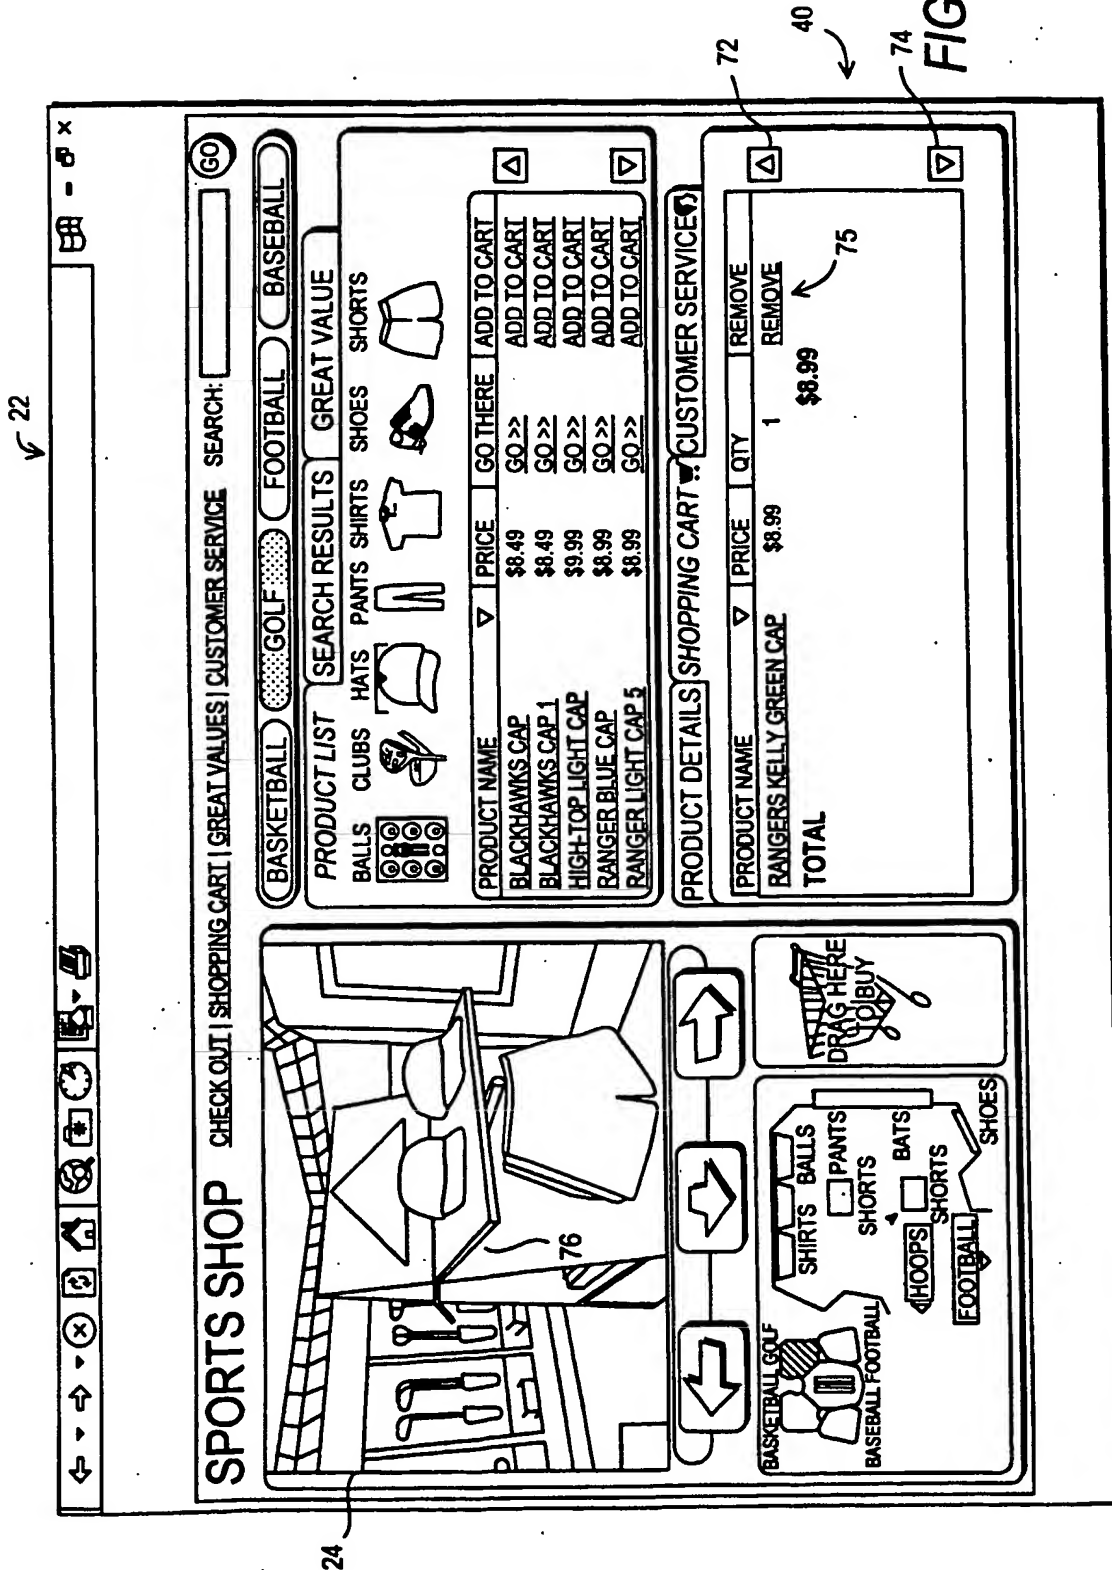 22
SPORTS SHOP
CHECK OUT | SHOPPING CART | GREAT VALUES | CUSTOMER SERVICE SEARCH:
GO
BASKETBALL GOLF FOOTBALL BASEBALL
PRODUCT LIST SEARCH RESULTS GREAT VALUE
BALLS CLUBS HATS PANTS SHIRTS SHOES SHORTS
PRODUCT NAME PRICE GO THERE ADD TO CART
BLACKHAWKS CAP $8.49 GO >> ADD TO CART
BLACKHAWKS CAP 1 $8.49 GO >> ADD TO CART
HIGH-TOP LIGHT CAP $9.99 GO >> ADD TO CART
RANGER BLUE CAP $8.99 GO >> ADD TO CART
RANGER LIGHT CAP 5 $8.99 GO >> ADD TO CART
PRODUCT DETAILS SHOPPING CART CUSTOMER SERVICE
PRODUCT NAME PRICE QTY REMOVE
RANGERS KELLY GREEN CAP $8.99 1 REMOVE
TOTAL $8.99
75
72
74
40
24
76
BASKETBALL GOLF
BASEBALL FOOTBALL
SHIRTS BALLS
PANTS
SHORTS
BATS
HOOPS
SHORTS
FOOTBALL
SHOES
DRAG HERE
TO BUY
FIG